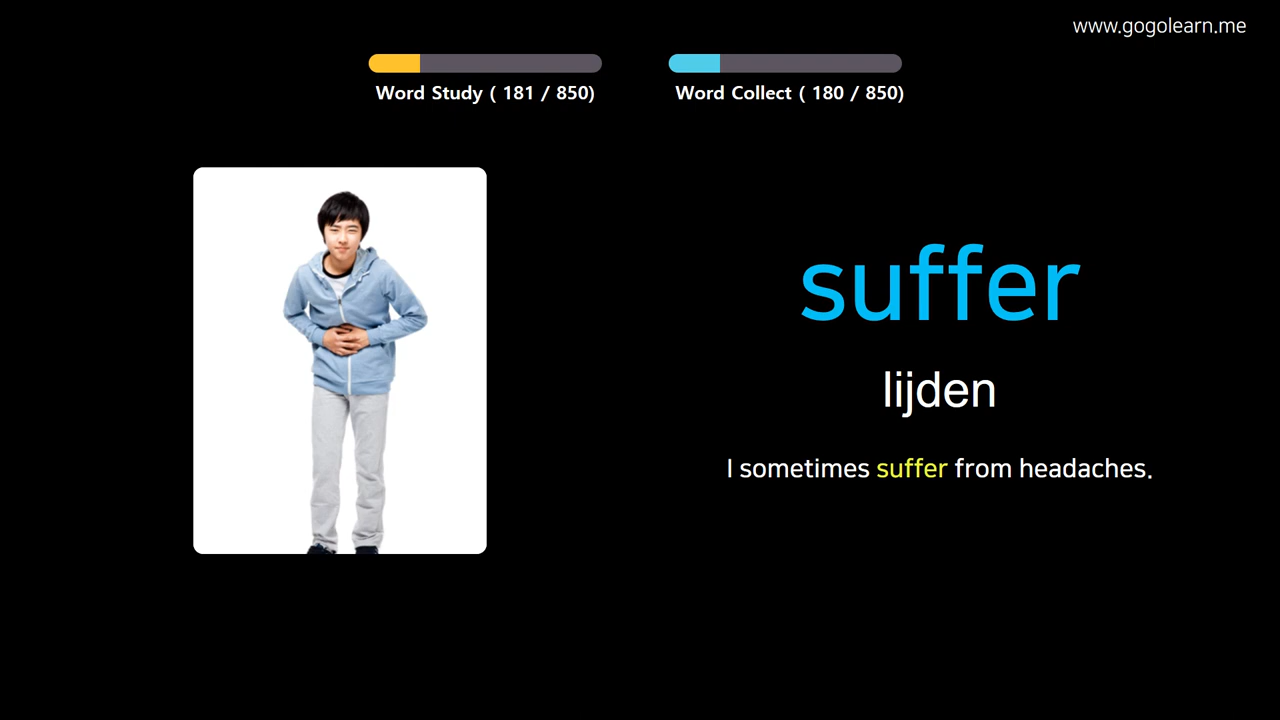 www.gogolearn.me
Word Study ( 181 / 850)
Word Collect ( 180 / 850)
suffer
lijden
I sometimes suffer from headaches.